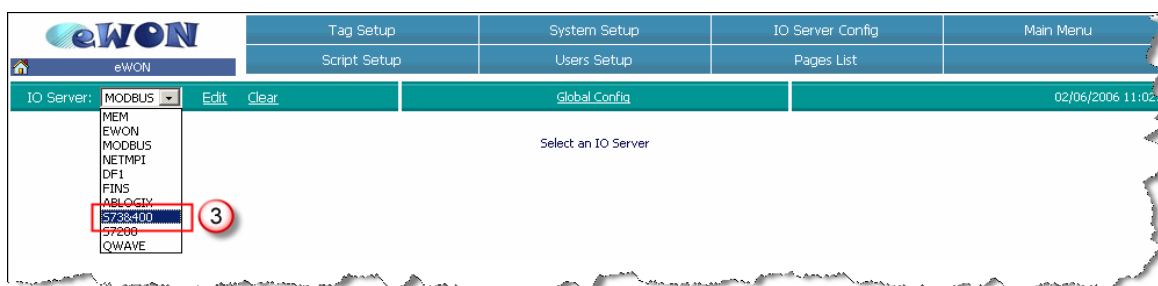 eWON
Tag Setup
System Setup
IO Server Config
Main Menu
eWON
Script Setup
Users Setup
Pages List
IO Server: MODBUS Edit Clear
Global Config
02/06/2006 11:02
MEM
EWON
MODBUS
NETMPI
DF1
FINS
ABLOGIX
S73&400
S7200
QWAVE
3
Select an IO Server